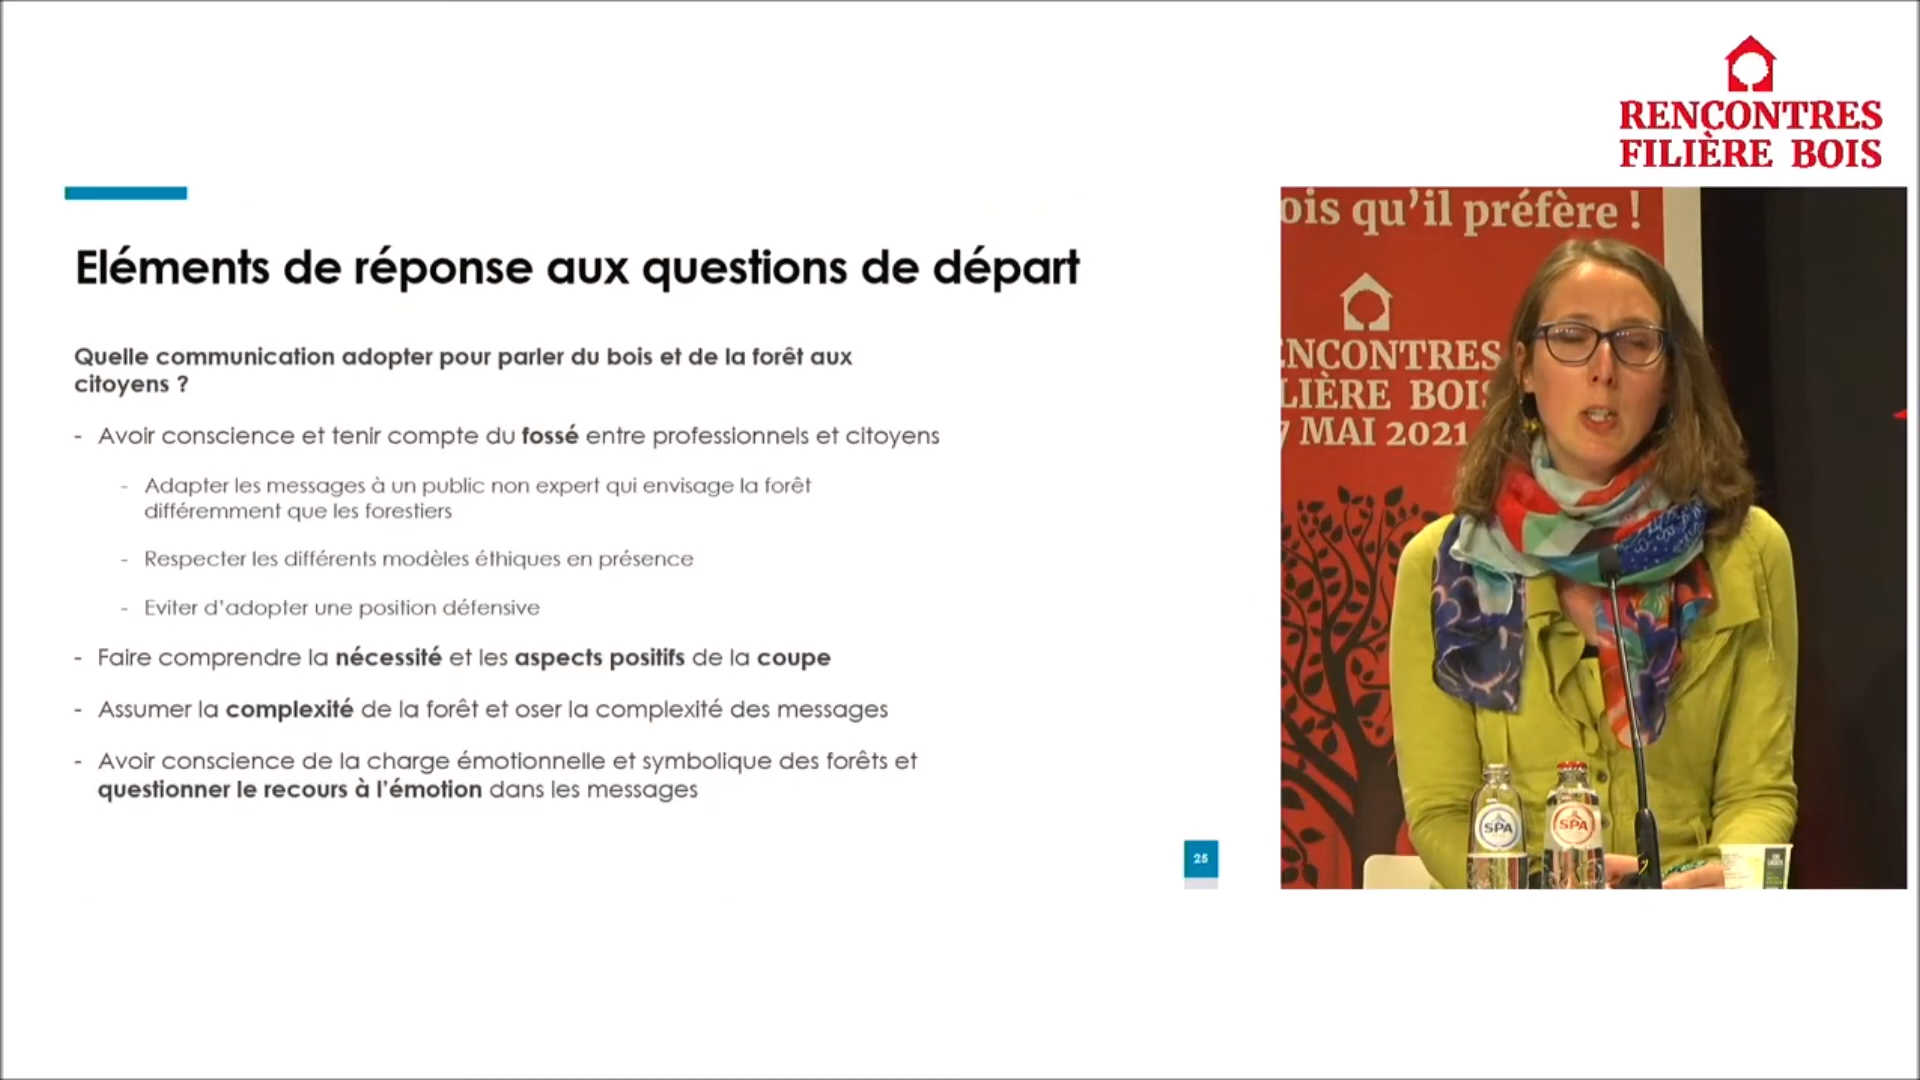 RENCONTRES
FILIÈRE BOIS
Eléments de réponse aux questions de départ
Quelle communication adopter pour parler du bois et de la forêt aux
citoyens ?
- Avoir conscience et tenir compte du fossé entre professionnels et citoyens
- Adapter les messages à un public non expert qui envisage la forêt
différemment que les forestiers
- Respecter les différents modèles éthiques en présence
- Eviter d'adopter une position défensive
- Faire comprendre la nécessité et les aspects positifs de la coupe
- Assumer la complexité de la forêt et oser la complexité des messages
- Avoir conscience de la charge émotionnelle et symbolique des forêts et
questionner le recours à l'émotion dans les messages
25
ois qu'il préfère !
ENCONTRES
LIÈRE BOIS
7 MAI 2021
SPA
SPA